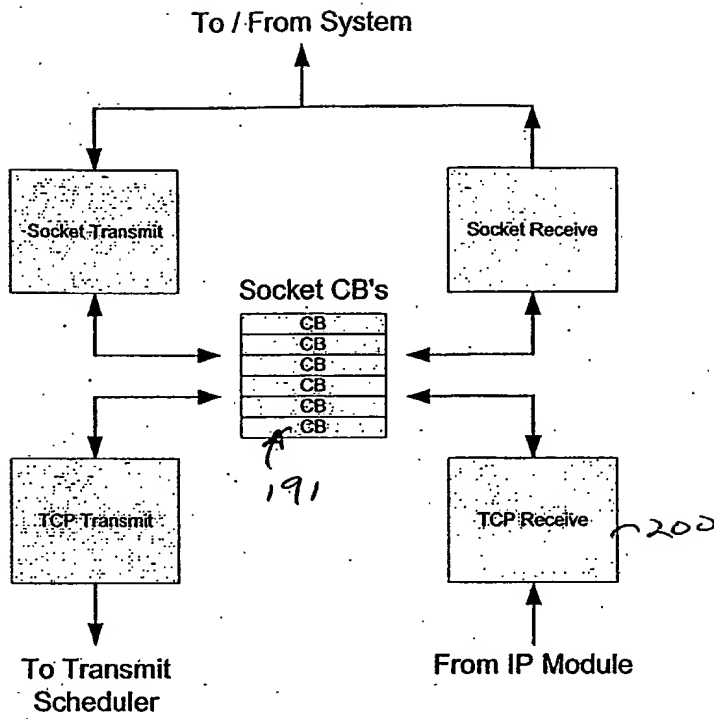 To / From System
Socket Transmit
Socket Receive
Socket CB's
CB
CB
CB
CB
CB
CB
191
TCP Transmit
TCP Receive
200
To Transmit
Scheduler
From IP Module